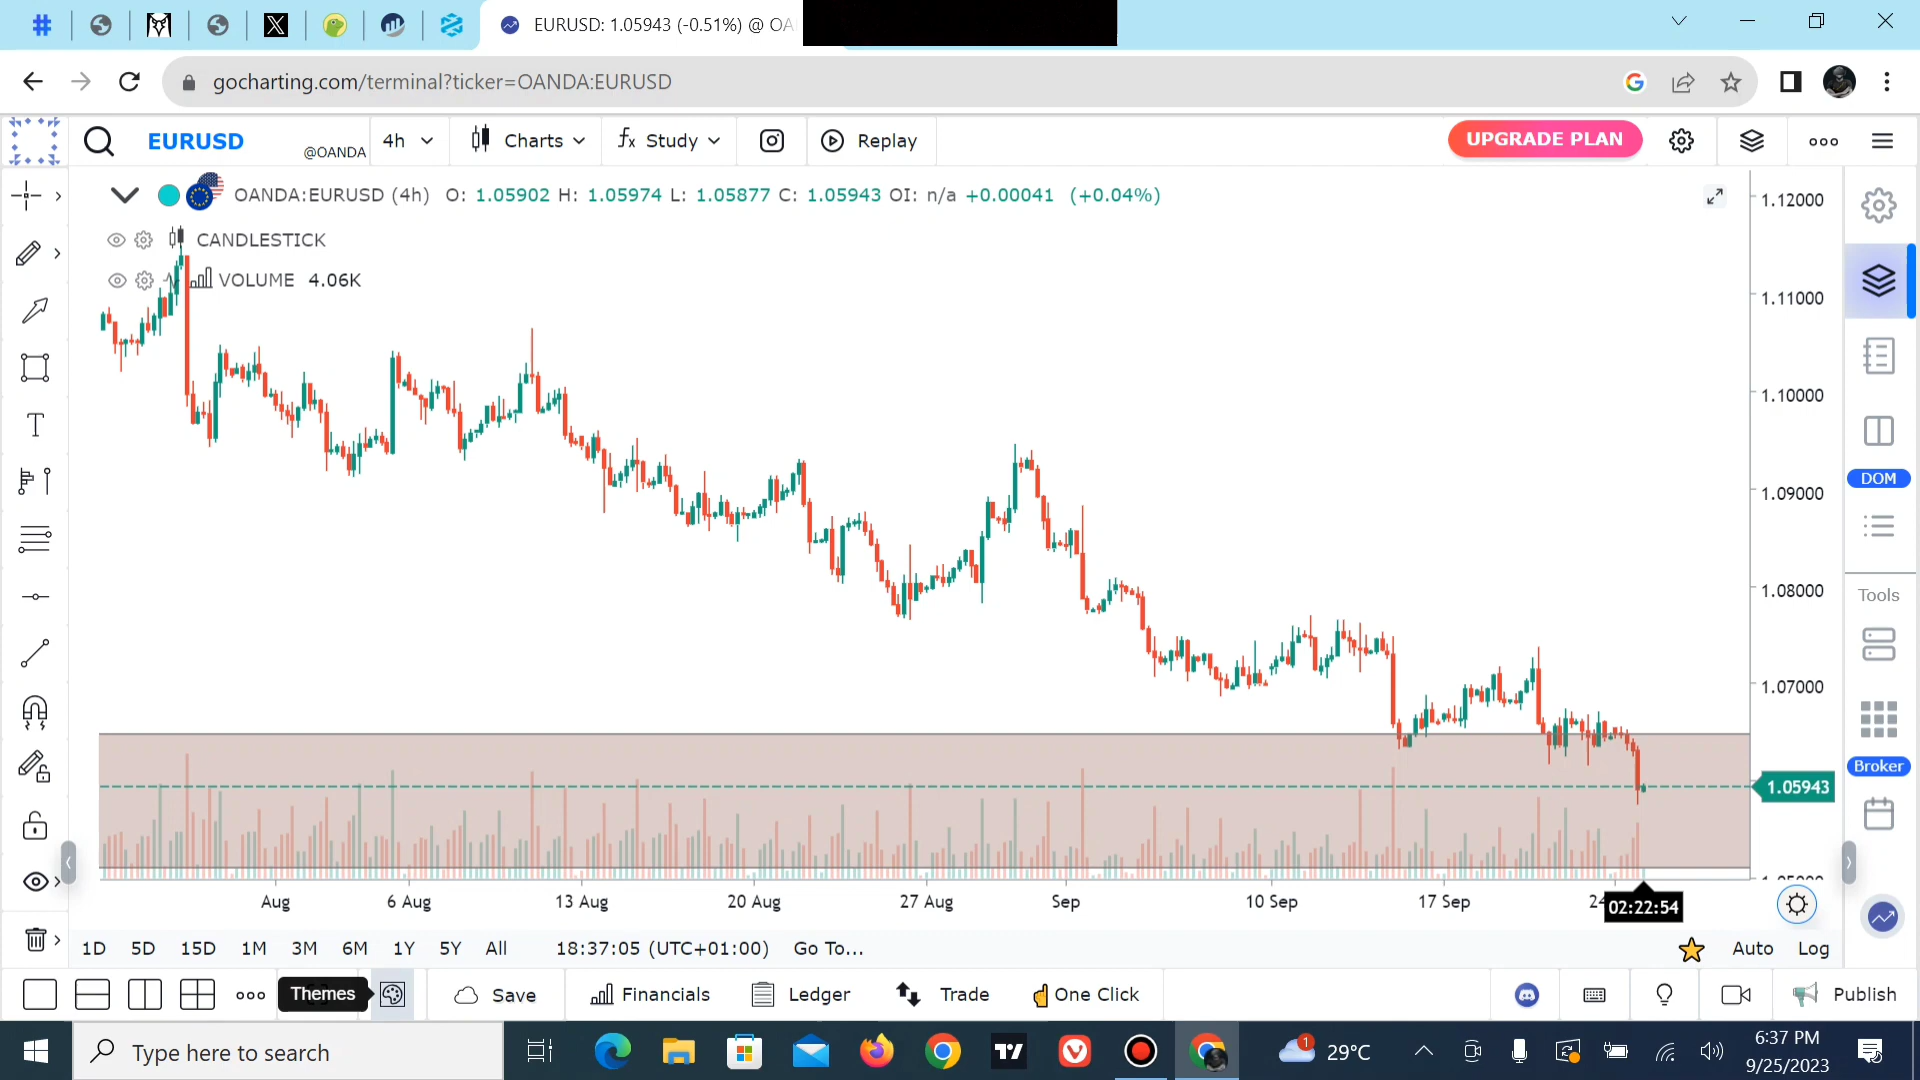 EURUSD: 1.05943 (-0.51%) @ OA
gocharting.com/terminal?ticker=OANDA:EURUSD
EURUSD @OANDA 4h Charts Study Replay UPGRADE PLAN
OANDA:EURUSD (4h) O: 1.05902 H: 1.05974 L: 1.05877 C: 1.05943 OI: n/a +0.00041 (+0.04%)
CANDLESTICK
VOLUME 4.06K
1.12000
1.11000
1.10000
1.09000
1.08000
1.07000
1.05943
DOM
Tools
Broker
Aug 6 Aug 13 Aug 20 Aug 27 Aug Sep 10 Sep 17 Sep 24
02:22:54
1D 5D 15D 1M 3M 6M 1Y 5Y All 18:37:05 (UTC+01:00) Go To... Auto Log
Themes Save Financials Ledger Trade One Click Publish
Type here to search
1
29°C
6:37 PM
9/25/2023